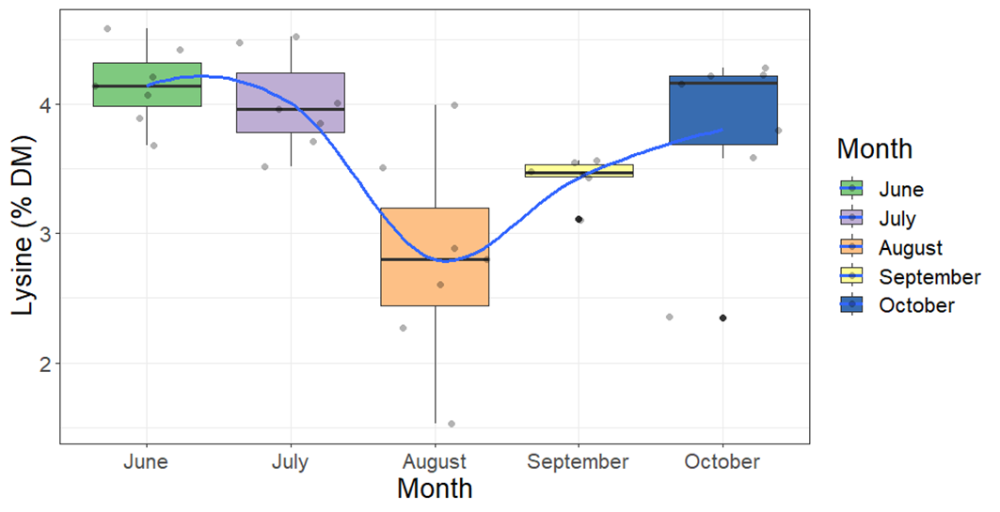 Lysine (% DM)
4
3
2
June July August September October
Month
Month
June
July
August
September
October